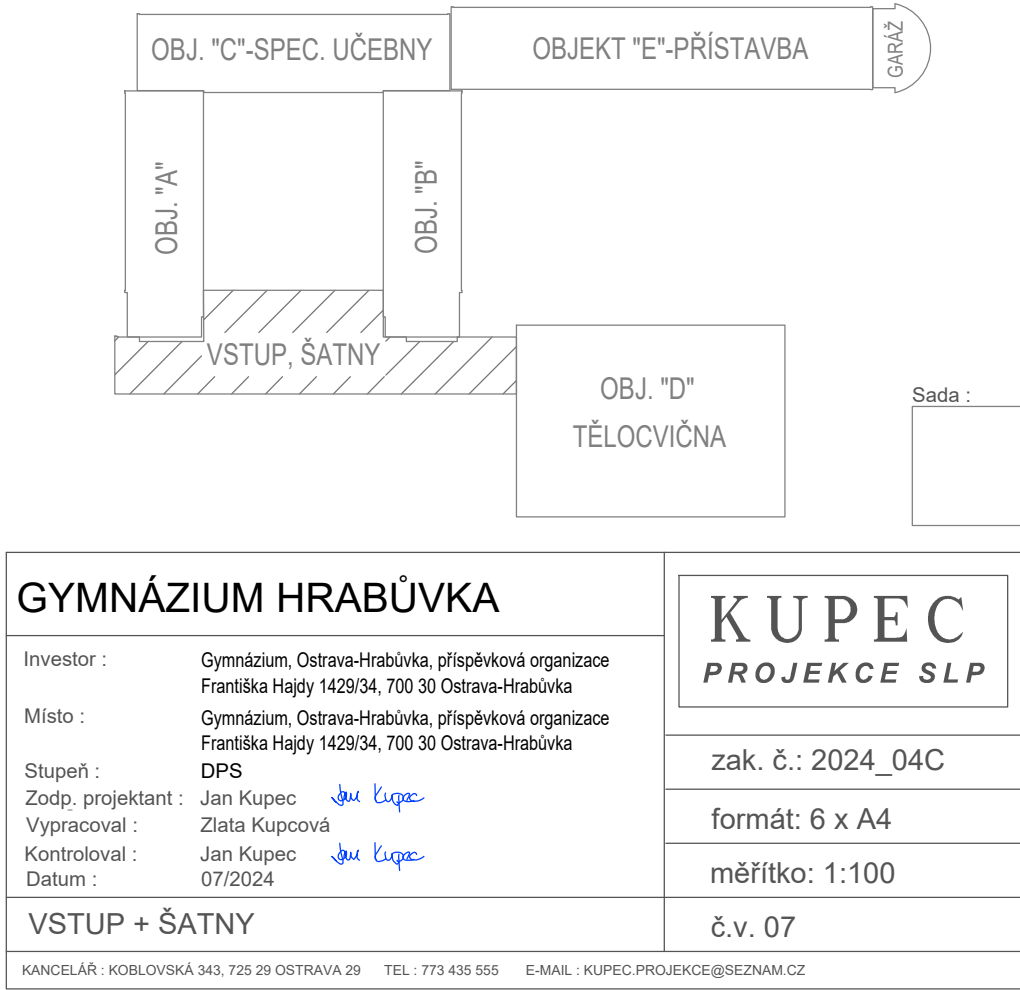 OBJ. "C"-SPEC. UČEBNY
OBJEKT "E"-PŘÍSTAVBA
GARÁŽ
OBJ. "A"
OBJ. "B"
VSTUP, ŠATNY
OBJ. "D"
TĚLOCVIČNA
Sada :
GYMNÁZIUM HRABŮVKA
Investor : Gymnázium, Ostrava-Hrabůvka, příspěvková organizace
Františka Hajdy 1429/34, 700 30 Ostrava-Hrabůvka
Místo : Gymnázium, Ostrava-Hrabůvka, příspěvková organizace
Františka Hajdy 1429/34, 700 30 Ostrava-Hrabůvka
Stupeň : DPS
Zodp. projektant : Jan Kupec Jan Kupec
Vypracoval : Zlata Kupcová
Kontroloval : Jan Kupec Jan Kupec
Datum : 07/2024
VSTUP + ŠATNY
KUPEC
PROJEKCE SLP
zak. č.: 2024_04C
formát: 6 x A4
měřítko: 1:100
č.v. 07
KANCELÁŘ : KOBLOVSKÁ 343, 725 29 OSTRAVA 29 TEL : 773 435 555 E-MAIL : KUPEC.PROJEKCE@SEZNAM.CZ